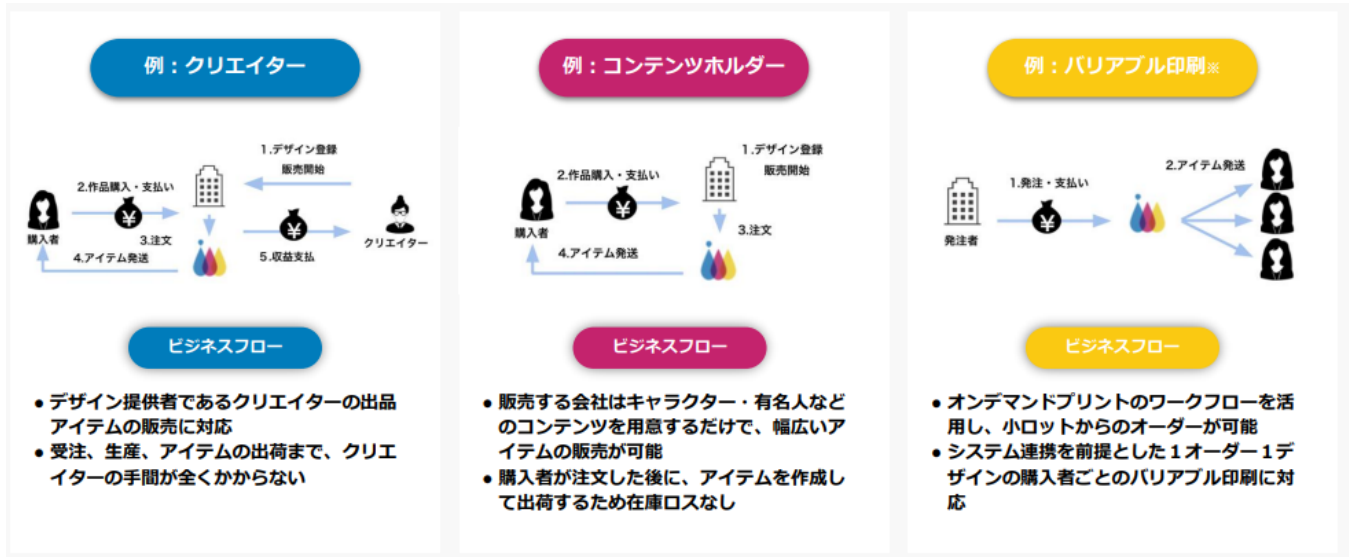 例：クリエイター
1.デザイン登録
販売開始
2.作品購入・支払い
¥
購入者
3.注文
¥
クリエイター
4.アイテム発送
5.収益支払
ビジネスフロー
● デザイン提供者であるクリエイターの出品
アイテムの販売に対応
● 受注、生産、アイテムの出荷まで、クリエ
イターの手間が全くかからない
例：コンテンツホルダー
1.デザイン登録
販売開始
2.作品購入・支払い
¥
購入者
3.注文
4.アイテム発送
ビジネスフロー
● 販売する会社はキャラクター・有名人など
のコンテンツを用意するだけで、幅広いア
イテムの販売が可能
● 購入者が注文した後に、アイテムを作成し
て出荷するため在庫ロスなし
例：バリアブル印刷※
2.アイテム発送
1.発注・支払い
¥
発注者
ビジネスフロー
● オンデマンドプリントのワークフローを活
用し、小ロットからのオーダーが可能
● システム連携を前提とした１オーダー１デ
ザインの購入者ごとのバリアブル印刷に対
応